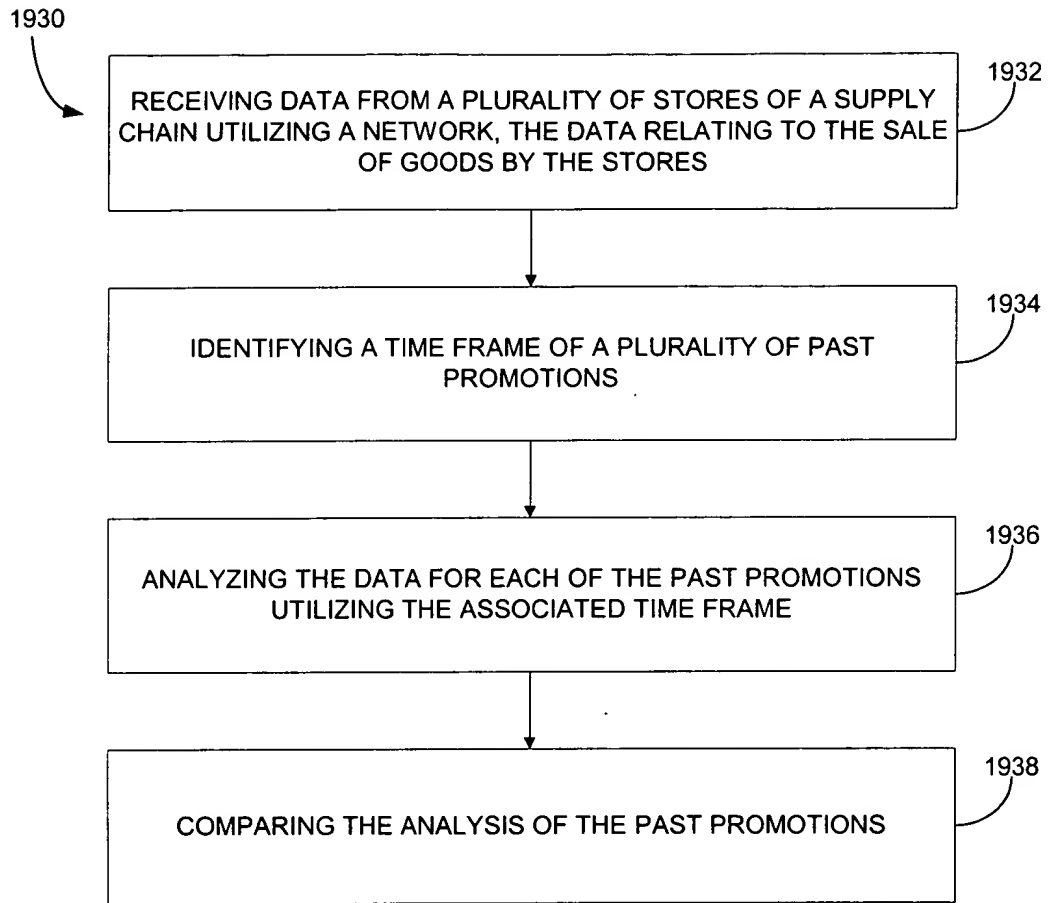 1930
1932
RECEIVING DATA FROM A PLURALITY OF STORES OF A SUPPLY
CHAIN UTILIZING A NETWORK, THE DATA RELATING TO THE SALE
OF GOODS BY THE STORES
1934
IDENTIFYING A TIME FRAME OF A PLURALITY OF PAST
PROMOTIONS
1936
ANALYZING THE DATA FOR EACH OF THE PAST PROMOTIONS
UTILIZING THE ASSOCIATED TIME FRAME
1938
COMPARING THE ANALYSIS OF THE PAST PROMOTIONS